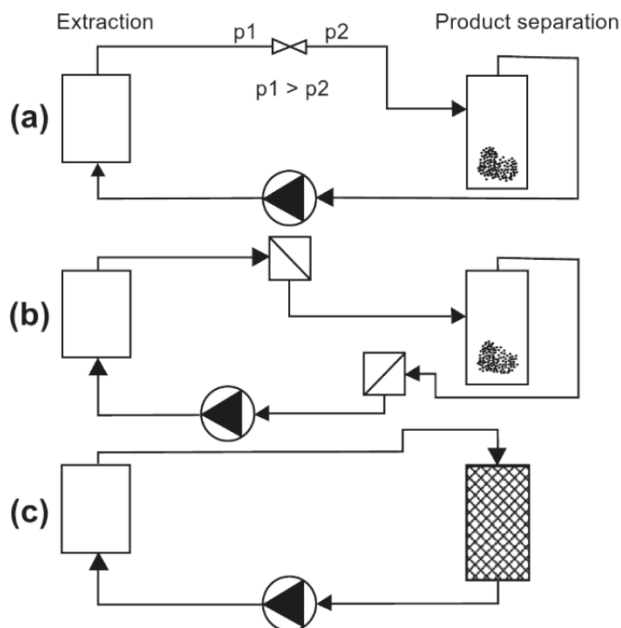 Extraction
Product separation
p1
p2
p1 > p2
(a)
(b)
(c)